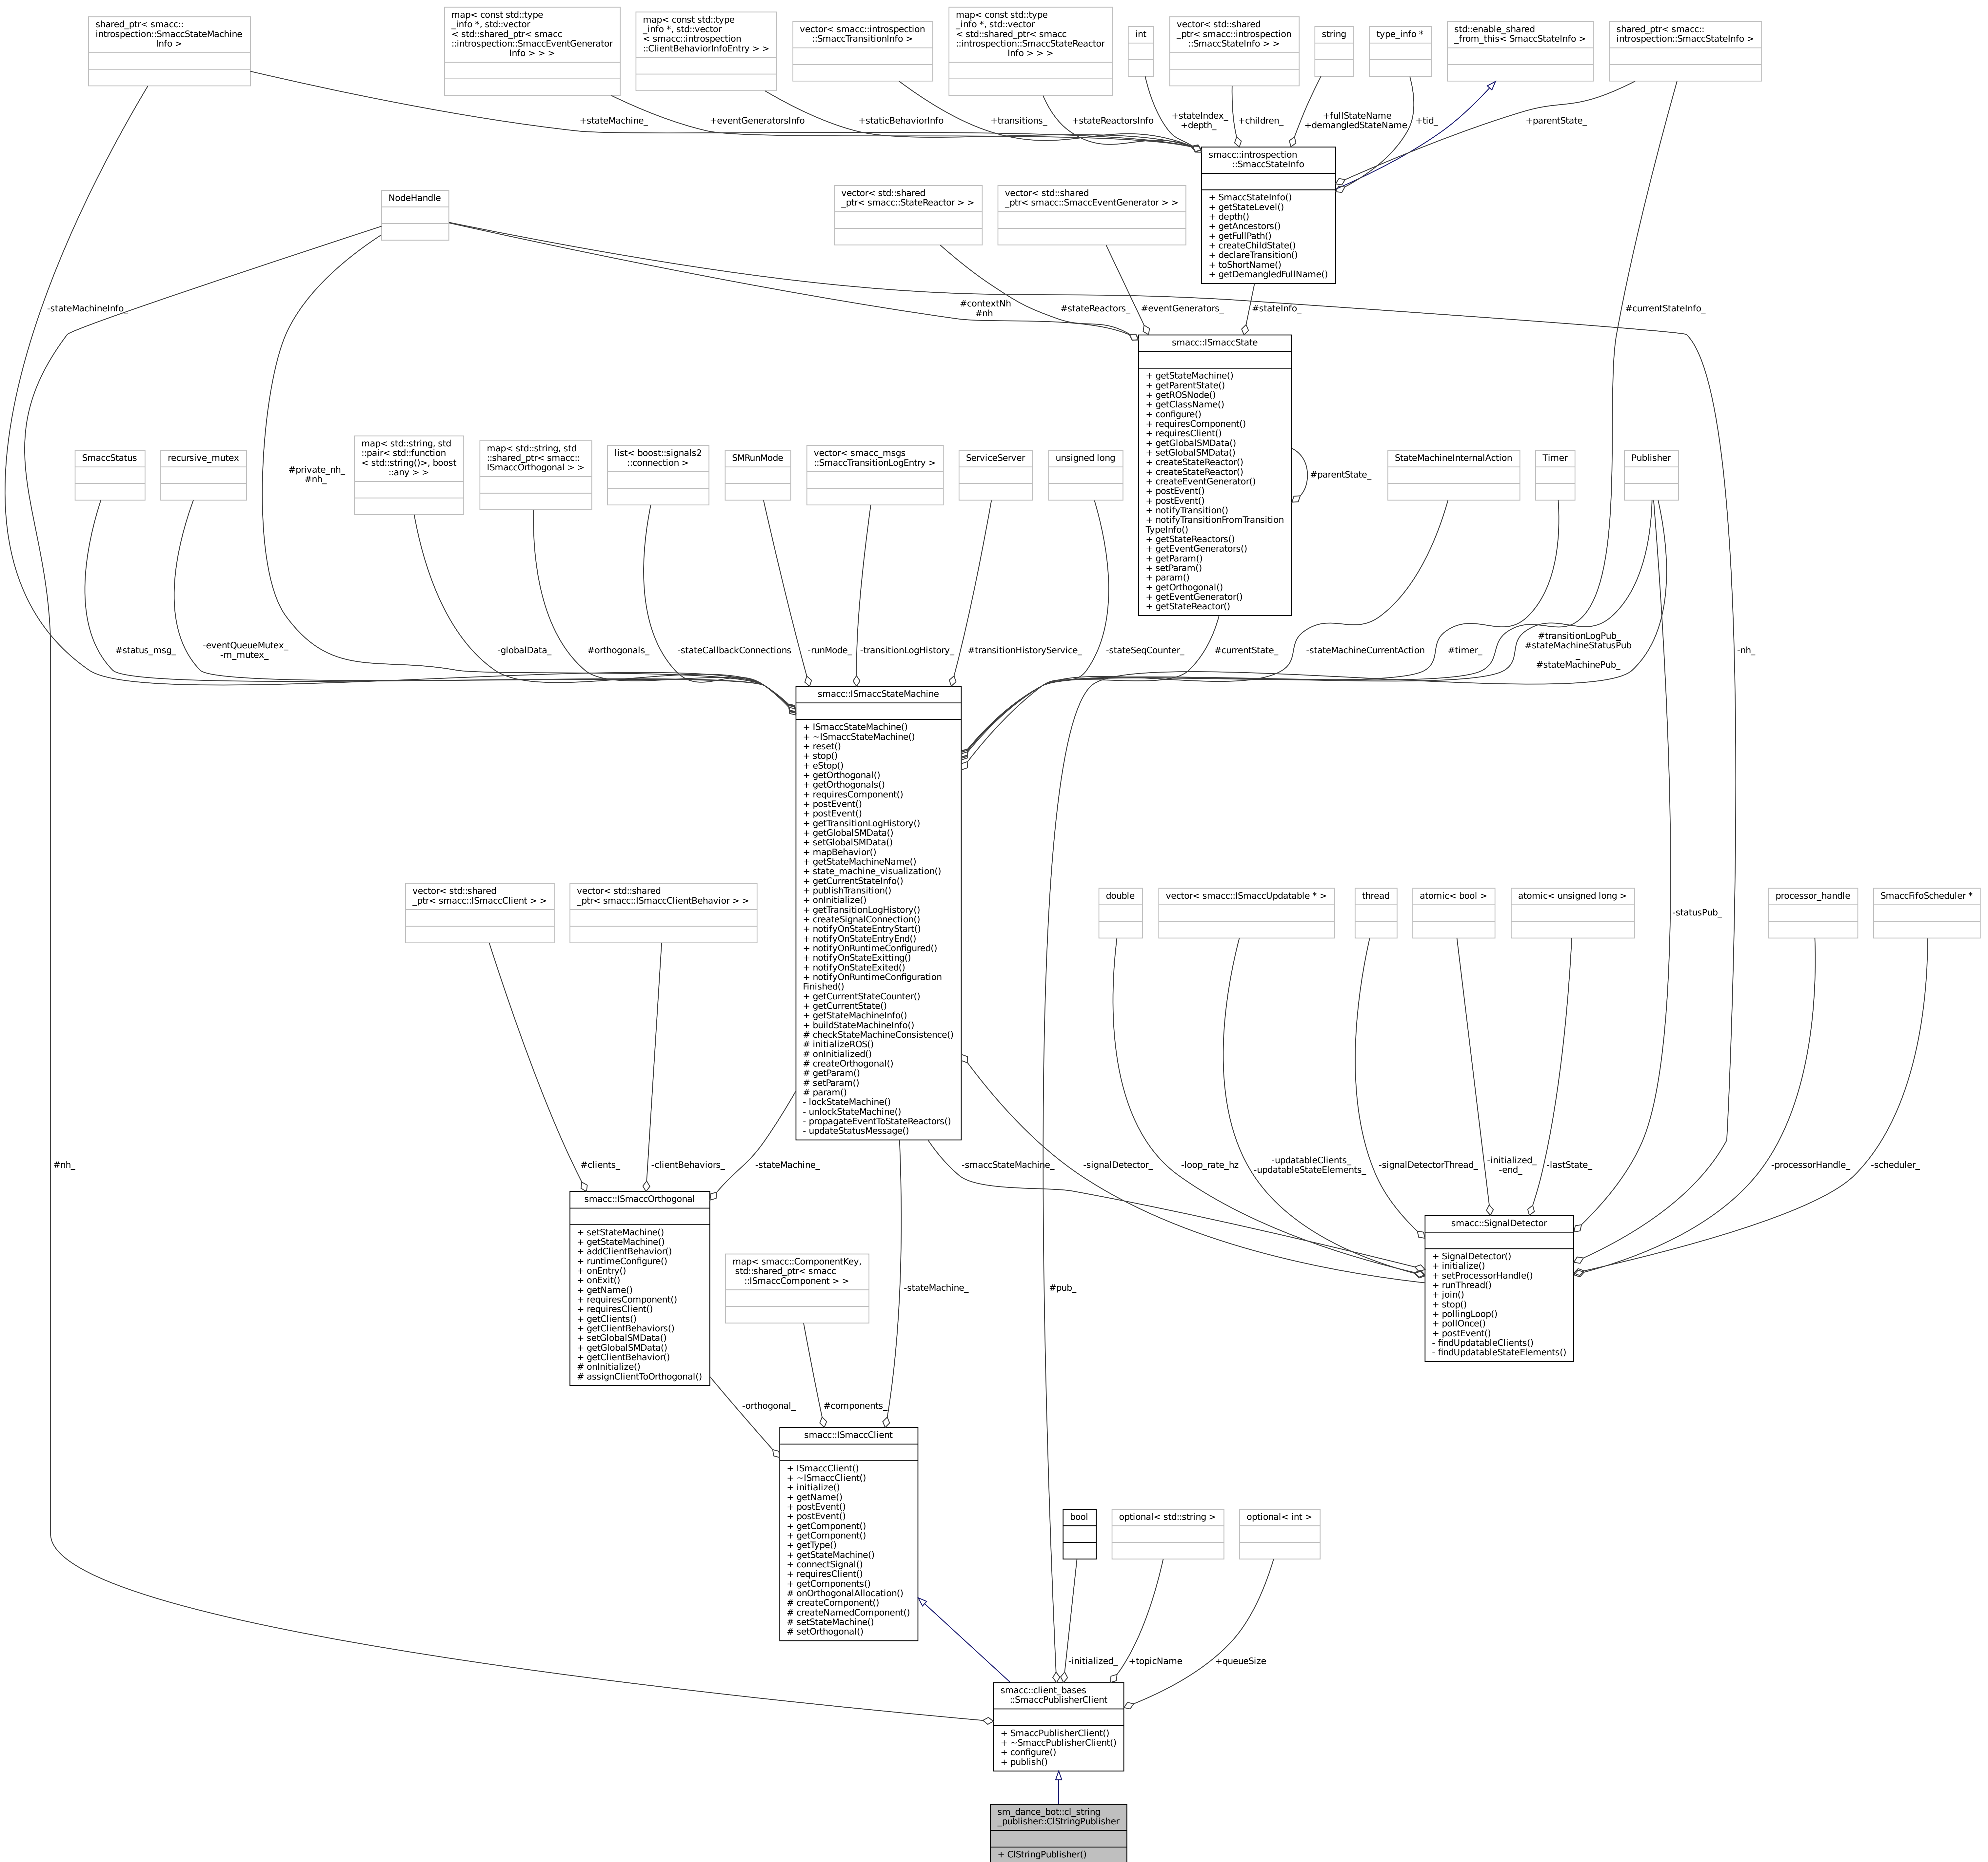 shared_ptr< smacc::
introspection::SmaccStateMachine
Info >
map< const std::type
_info *, std::vector
< std::shared_ptr< smacc
::introspection::SmaccEventGenerator
Info > > >
map< const std::type
_info *, std::vector
< smacc::introspection
::ClientBehaviorInfoEntry > >
vector< smacc::introspection
::SmaccTransitionInfo >
map< const std::type
_info *, std::vector
< std::shared_ptr< smacc
::introspection::SmaccStateReactor
Info > > >
int
vector< std::shared
_ptr< smacc::introspection
::SmaccStateInfo > >
string
type_info *
std::enable_shared
_from_this< SmaccStateInfo >
shared_ptr< smacc::
introspection::SmaccStateInfo >
+stateMachine_
+eventGeneratorsInfo
+staticBehaviorInfo
+transitions_
+stateReactorsInfo
+stateIndex_
+depth_
+children_
+fullStateName
+demangledStateName
+tid_
+parentState_
smacc::introspection
::SmaccStateInfo
+ SmaccStateInfo()
+ getStateLevel()
+ depth()
+ getAncestors()
+ getFullPath()
+ createChildState()
+ declareTransition()
+ toShortName()
+ getDemangledFullName()
NodeHandle
vector< std::shared
_ptr< smacc::StateReactor > >
vector< std::shared
_ptr< smacc::SmaccEventGenerator > >
-stateMachineInfo_
#contextNh
#nh
#stateReactors_
#eventGenerators_
#stateInfo_
#currentStateInfo_
smacc::ISmaccState
+ getStateMachine()
+ getParentState()
+ getROSNode()
+ getClassName()
+ configure()
+ requiresComponent()
+ requiresClient()
+ getGlobalSMData()
+ setGlobalSMData()
+ createStateReactor()
+ createStateReactor()
+ createEventGenerator()
+ postEvent()
+ postEvent()
+ notifyTransition()
+ notifyTransitionFromTransition
TypeInfo()
+ getStateReactors()
+ getEventGenerators()
+ getParam()
+ setParam()
+ param()
+ getOrthogonal()
+ getEventGenerator()
+ getStateReactor()
#parentState_
SmaccStatus
recursive_mutex
#private_nh_
#nh_
map< std::string, std
::pair< std::function
< std::string()>, boost
::any > >
map< std::string, std
::shared_ptr< smacc::
ISmaccOrthogonal > >
list< boost::signals2
::connection >
SMRunMode
vector< smacc_msgs
::SmaccTransitionLogEntry >
ServiceServer
unsigned long
StateMachineInternalAction
Timer
Publisher
#status_msg_
-eventQueueMutex_
-m_mutex_
-globalData_
#orthogonals_
-stateCallbackConnections
-runMode_
-transitionLogHistory_
#transitionHistoryService_
-stateSeqCounter_
#currentState_
-stateMachineCurrentAction
#timer_
#transitionLogPub_
#stateMachineStatusPub
_
#stateMachinePub_
-nh_
smacc::ISmaccStateMachine
+ ISmaccStateMachine()
+ ~ISmaccStateMachine()
+ reset()
+ stop()
+ eStop()
+ getOrthogonal()
+ getOrthogonals()
+ requiresComponent()
+ postEvent()
+ postEvent()
+ getTransitionLogHistory()
+ getGlobalSMData()
+ setGlobalSMData()
+ mapBehavior()
+ getStateMachineName()
+ state_machine_visualization()
+ getCurrentStateInfo()
+ publishTransition()
+ onInitialize()
+ getTransitionLogHistory()
+ createSignalConnection()
+ notifyOnStateEntryStart()
+ notifyOnStateEntryEnd()
+ notifyOnRuntimeConfigured()
+ notifyOnStateExitting()
+ notifyOnStateExited()
+ notifyOnRuntimeConfiguration
Finished()
+ getCurrentStateCounter()
+ getCurrentState()
+ getStateMachineInfo()
+ buildStateMachineInfo()
# checkStateMachineConsistence()
# initializeROS()
# onInitialized()
# createOrthogonal()
# getParam()
# setParam()
# param()
- lockStateMachine()
- unlockStateMachine()
- propagateEventToStateReactors()
- updateStatusMessage()
vector< std::shared
_ptr< smacc::ISmaccClient > >
vector< std::shared
_ptr< smacc::ISmaccClientBehavior > >
double
vector< smacc::ISmaccUpdatable * >
thread
atomic< bool >
atomic< unsigned long >
-statusPub_
processor_handle
SmaccFifoScheduler *
#nh_
#clients_
-clientBehaviors_
-stateMachine_
-smaccStateMachine_
-signalDetector_
-loop_rate_hz
-updatableClients_
-updatableStateElements_
-signalDetectorThread_
-initialized_
-end_
-lastState_
-processorHandle_
-scheduler_
smacc::ISmaccOrthogonal
+ setStateMachine()
+ getStateMachine()
+ addClientBehavior()
+ runtimeConfigure()
+ onEntry()
+ onExit()
+ getName()
+ requiresComponent()
+ requiresClient()
+ getClients()
+ getClientBehaviors()
+ setGlobalSMData()
+ getGlobalSMData()
+ getClientBehavior()
# onInitialize()
# assignClientToOrthogonal()
smacc::SignalDetector
+ SignalDetector()
+ initialize()
+ setProcessorHandle()
+ runThread()
+ join()
+ stop()
+ pollingLoop()
+ pollOnce()
+ postEvent()
- findUpdatableClients()
- findUpdatableStateElements()
map< smacc::ComponentKey,
std::shared_ptr< smacc
::ISmaccComponent > >
-stateMachine_
#pub_
-orthogonal_
#components_
smacc::ISmaccClient
+ ISmaccClient()
+ ~ISmaccClient()
+ initialize()
+ getName()
+ postEvent()
+ postEvent()
+ getComponent()
+ getComponent()
+ getType()
+ getStateMachine()
+ connectSignal()
+ requiresClient()
+ getComponents()
# onOrthogonalAllocation()
# createComponent()
# createNamedComponent()
# setStateMachine()
# setOrthogonal()
bool
optional< std::string >
optional< int >
-initialized_
+topicName
+queueSize
smacc::client_bases
::SmaccPublisherClient
+ SmaccPublisherClient()
+ ~SmaccPublisherClient()
+ configure()
+ publish()
sm_dance_bot::cl_string
_publisher::ClStringPublisher
+ ClStringPublisher()